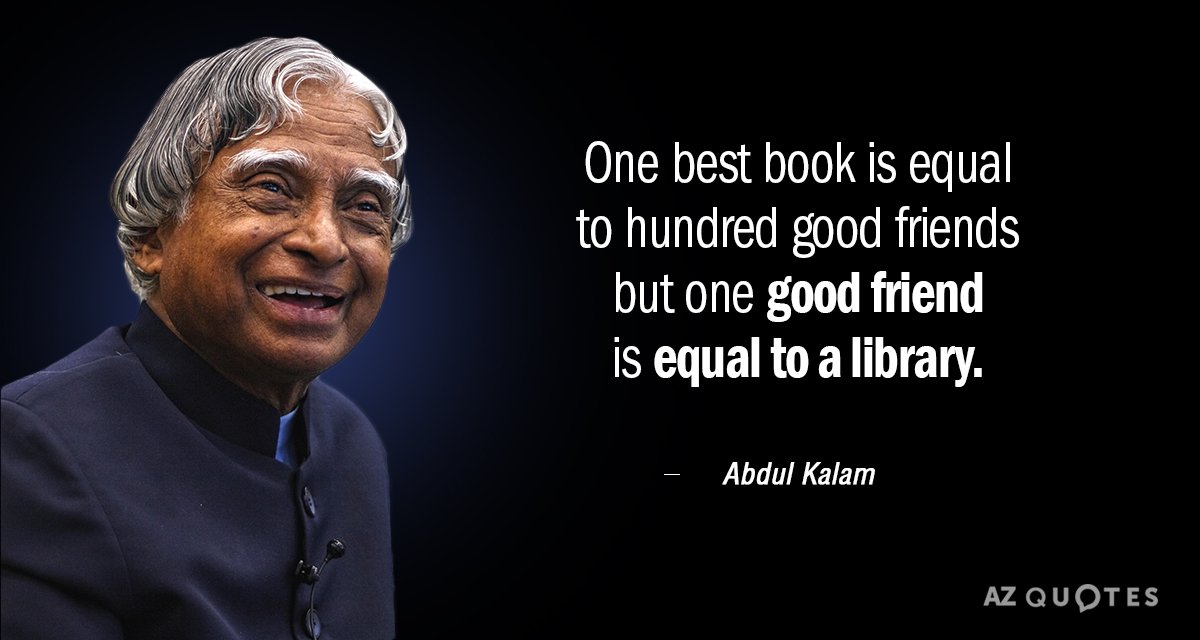 One best book is equal
to hundred good friends
but one good friend
is equal to a library.
— Abdul Kalam
AZ QUOTES